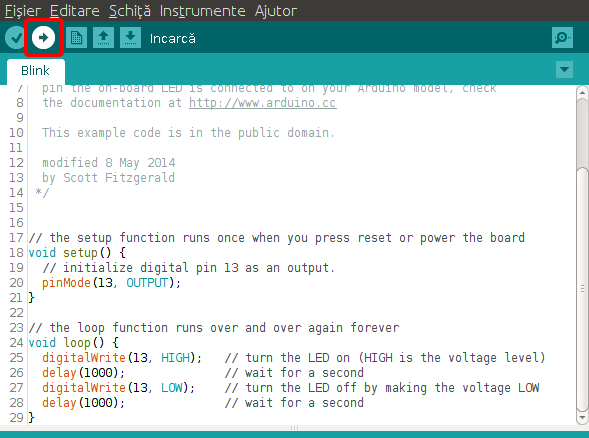 Fișier Editare Schiță Instrumente Ajutor
Incarcă
Blink
7 pin the on-board LED is connected to on your Arduino model, check
8 the documentation at http://www.arduino.cc
9
10 This example code is in the public domain.
11
12 modified 8 May 2014
13 by Scott Fitzgerald
14 */
15
16
17 // the setup function runs once when you press reset or power the board
18 void setup() {
19 // initialize digital pin 13 as an output.
20 pinMode(13, OUTPUT);
21 }
22
23 // the loop function runs over and over again forever
24 void loop() {
25 digitalWrite(13, HIGH); // turn the LED on (HIGH is the voltage level)
26 delay(1000); // wait for a second
27 digitalWrite(13, LOW); // turn the LED off by making the voltage LOW
28 delay(1000); // wait for a second
29 }